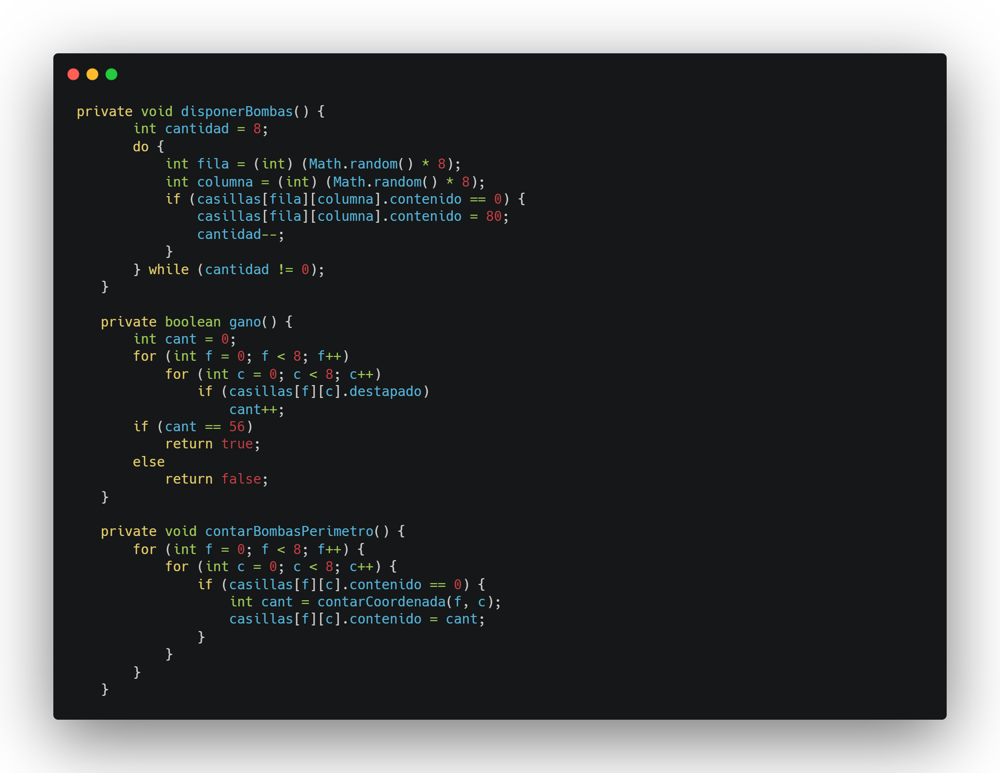 private void disponerBombas() {
int cantidad = 8;
do {
int fila = (int) (Math.random() * 8);
int columna = (int) (Math.random() * 8);
if (casillas[fila][columna].contenido == 0) {
casillas[fila][columna].contenido = 80;
cantidad--;
}
} while (cantidad != 0);
}
private boolean gano() {
int cant = 0;
for (int f = 0; f < 8; f++)
for (int c = 0; c < 8; c++)
if (casillas[f][c].destapado)
cant++;
if (cant == 56)
return true;
else
return false;
}
private void contarBombasPerimetro() {
for (int f = 0; f < 8; f++) {
for (int c = 0; c < 8; c++) {
if (casillas[f][c].contenido == 0) {
int cant = contarCoordenada(f, c);
casillas[f][c].contenido = cant;
}
}
}
}